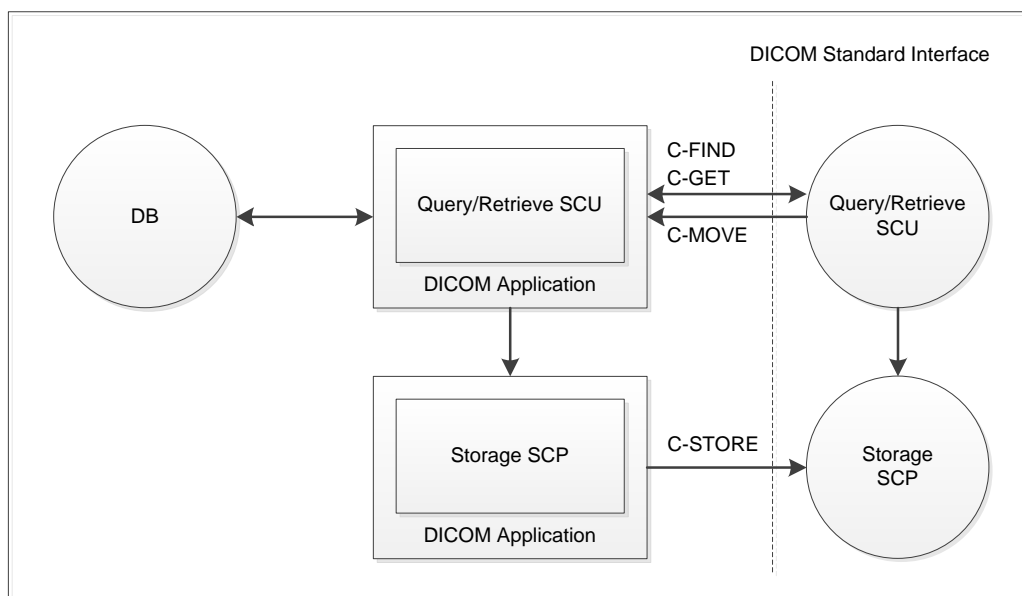 DICOM Standard Interface
DB
Query/Retrieve SCU
DICOM Application
C-FIND
C-GET
C-MOVE
Query/Retrieve
SCU
Storage SCP
DICOM Application
C-STORE
Storage
SCP